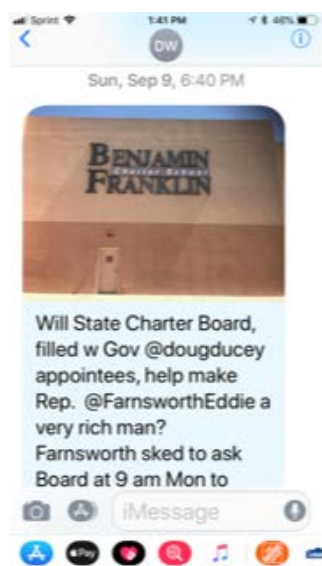 Sprint 1:41 PM 46%
DW
Sun, Sep 9, 6:40 PM
BENJAMIN
Charter School
FRANKLIN
Will State Charter Board,
filled w Gov @dougducey
appointees, help make
Rep. @FarnsworthEddie a
very rich man?
Farnsworth sked to ask
Board at 9 am Mon to
iMessage
Pay